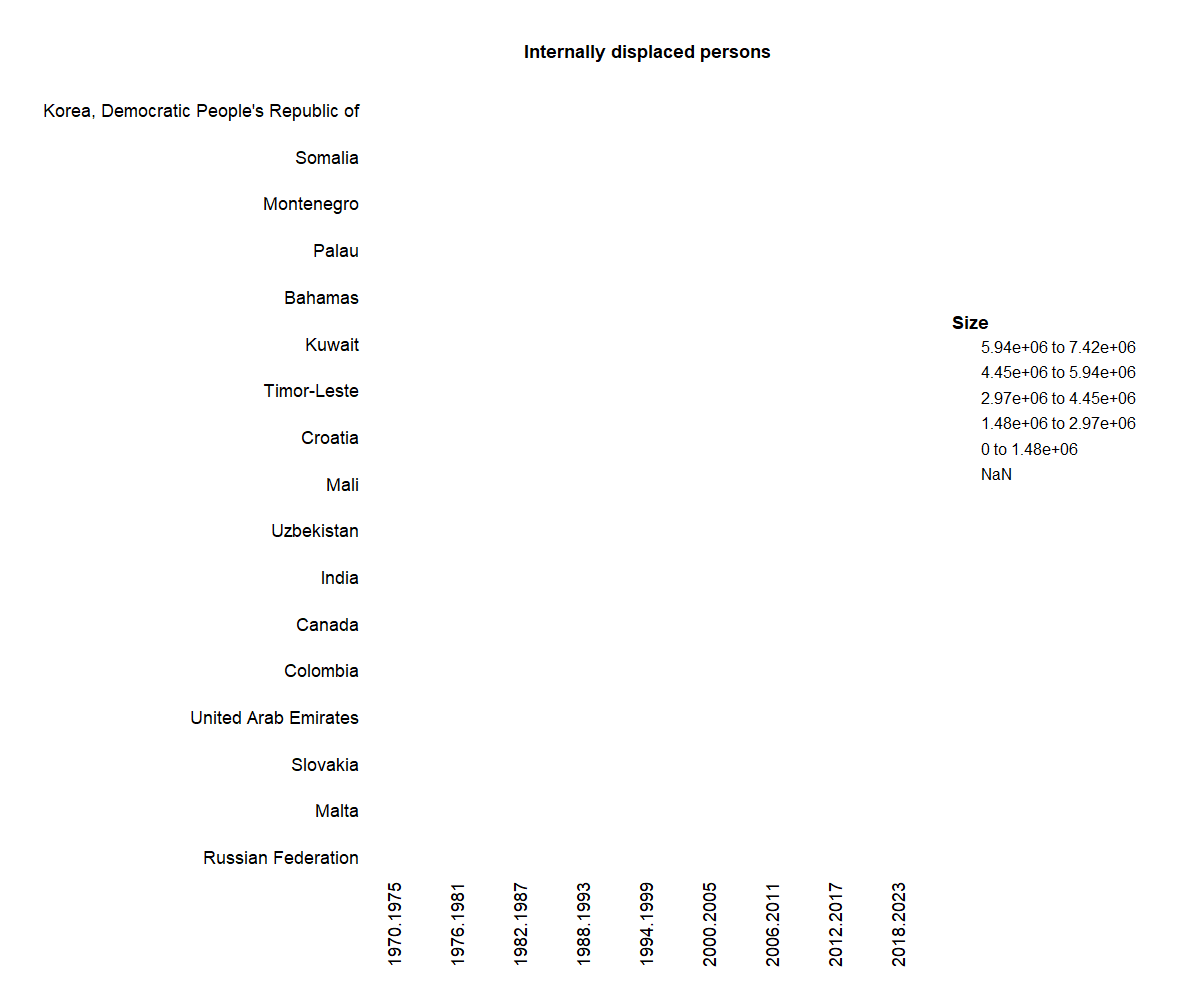 Internally displaced persons
Korea, Democratic People's Republic of
Somalia
Montenegro
Palau
Bahamas
Kuwait
Timor-Leste
Croatia
Mali
Uzbekistan
India
Canada
Colombia
United Arab Emirates
Slovakia
Malta
Russian Federation
1970.1975
1976.1981
1982.1987
1988.1993
1994.1999
2000.2005
2006.2011
2012.2017
2018.2023
Size
5.94e+06 to 7.42e+06
4.45e+06 to 5.94e+06
2.97e+06 to 4.45e+06
1.48e+06 to 2.97e+06
0 to 1.48e+06
NaN